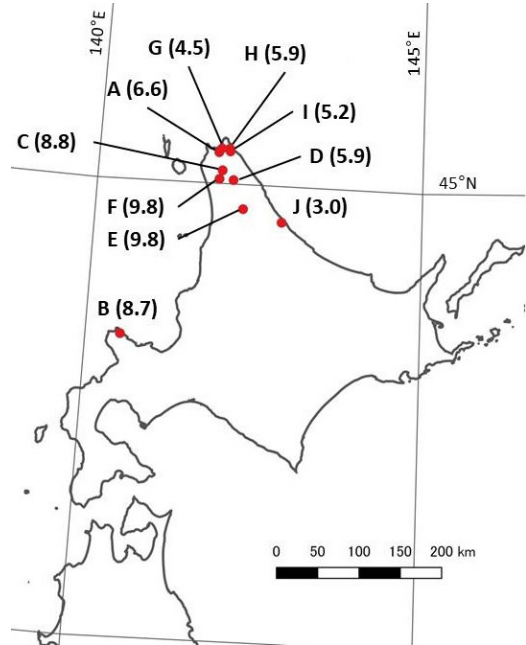 140°E
145°E
G (4.5)
H (5.9)
A (6.6)
I (5.2)
C (8.8)
D (5.9)
45°N
F (9.8)
J (3.0)
E (9.8)
B (8.7)
0 50 100 150 200 km